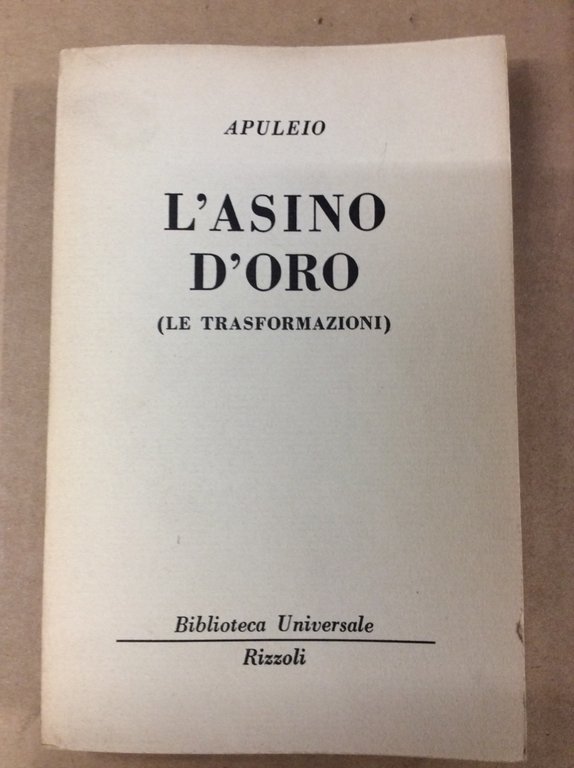 APULEIO
L'ASINO
D'ORO
(LE TRASFORMAZIONI)
Biblioteca Universale
Rizzoli